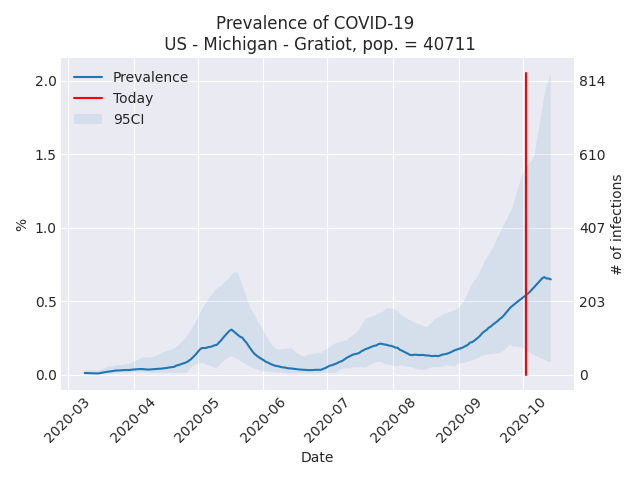 Prevalence of COVID-19
US - Michigan - Gratiot, pop. = 40711
Prevalence
Today
95CI
2.0
1.5
1.0
0.5
0.0
%
814
610
407
203
0
# of infections
2020-03
2020-04
2020-05
2020-06
2020-07
2020-08
2020-09
2020-10
Date